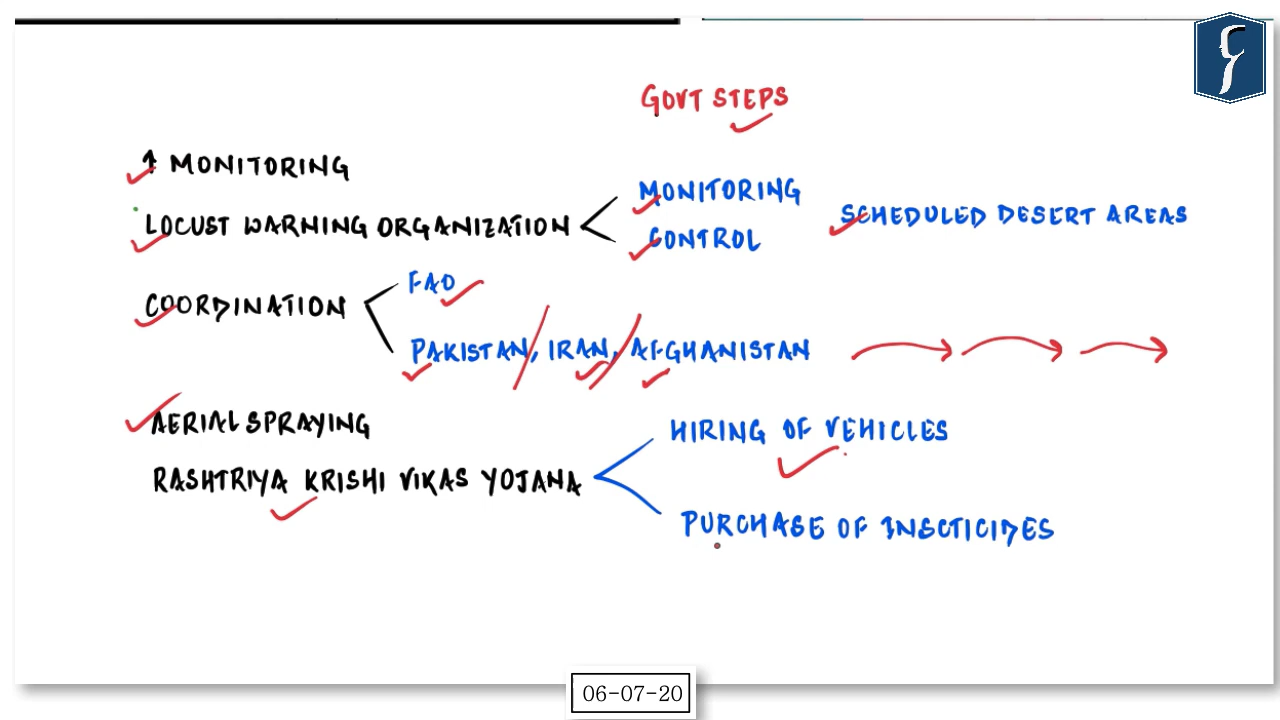 GOVT STEPS
↑ MONITORING
LOCUST WARNING ORGANIZATION
MONITORING
CONTROL
SCHEDULED DESERT AREAS
COORDINATION
FAO
PAKISTAN, IRAN, AFGHANISTAN
AERIAL SPRAYING
RASHTRIYA KRISHI VIKAS YOJANA
HIRING OF VEHICLES
PURCHASE OF INSECTICIDES
06-07-20